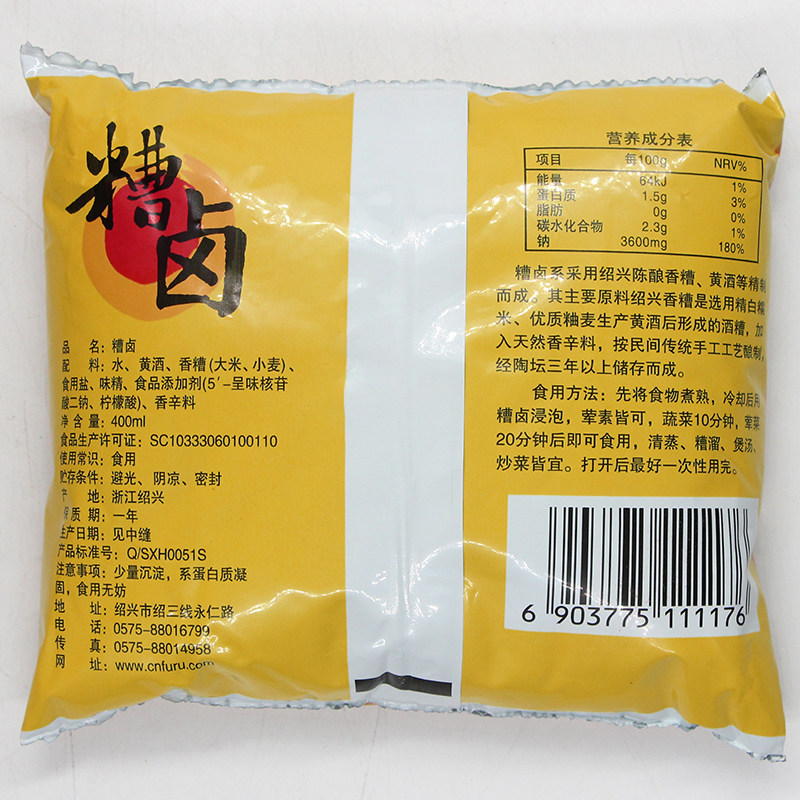 糟卤
品 名：糟卤
配 料：水、黄酒、香糟(大米、小麦)、
食用盐、味精、食品添加剂(5′-呈味核苷
酸二钠、柠檬酸)、香辛料
净 含 量：400ml
食品生产许可证：SC10333060100110
使用常识：食用
贮存条件：避光、阴凉、密封
产 地：浙江绍兴
保 质 期：一年
生产日期：见中缝
产品标准号：Q/SXH0051S
注意事项：少量沉淀，系蛋白质凝
固，食用无妨
地 址：绍兴市绍三线永仁路
电 话：0575-88016799
传 真：0575-88014958
网 址：www.cnfuru.com
营养成分表
项目 每100g NRV%
能量 64kJ 1%
蛋白质 1.5g 3%
脂肪 0g 0%
碳水化合物 2.3g 1%
钠 3600mg 180%
糟卤系采用绍兴陈酿香糟、黄酒等精制
而成。其主要原料绍兴香糟是选用精白糯
米、优质粬麦生产黄酒后形成的酒糟，加
入天然香辛料，按民间传统手工工艺酿制，
经陶坛三年以上储存而成。
食用方法：先将食物煮熟，冷却后用
糟卤浸泡，荤素皆可，蔬菜10分钟，荤菜
20分钟后即可食用，清蒸、糟溜、煲汤、
炒菜皆宜。打开后最好一次性用完。
6 903775 111176